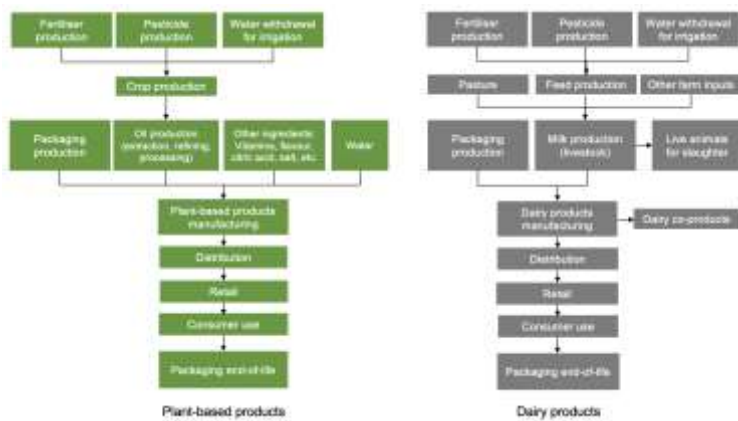 Fertiliser
production
Pesticide
production
Water withdrawal
for irrigation
Crop production
Packaging
production
Oil production
(extraction, refining,
processing)
Other ingredients:
Vitamins, flavour,
citric acid, salt, etc.
Water
Plant-based products
manufacturing
Distribution
Retail
Consumer use
Packaging end-of-life
Plant-based products
Fertiliser
production
Pesticide
production
Water withdrawal
for irrigation
Pasture
Feed production
Other farm inputs
Packaging
production
Milk production
(livestock)
Live animals
for slaughter
Dairy products
manufacturing
Dairy co-products
Distribution
Retail
Consumer use
Packaging end-of-life
Dairy products